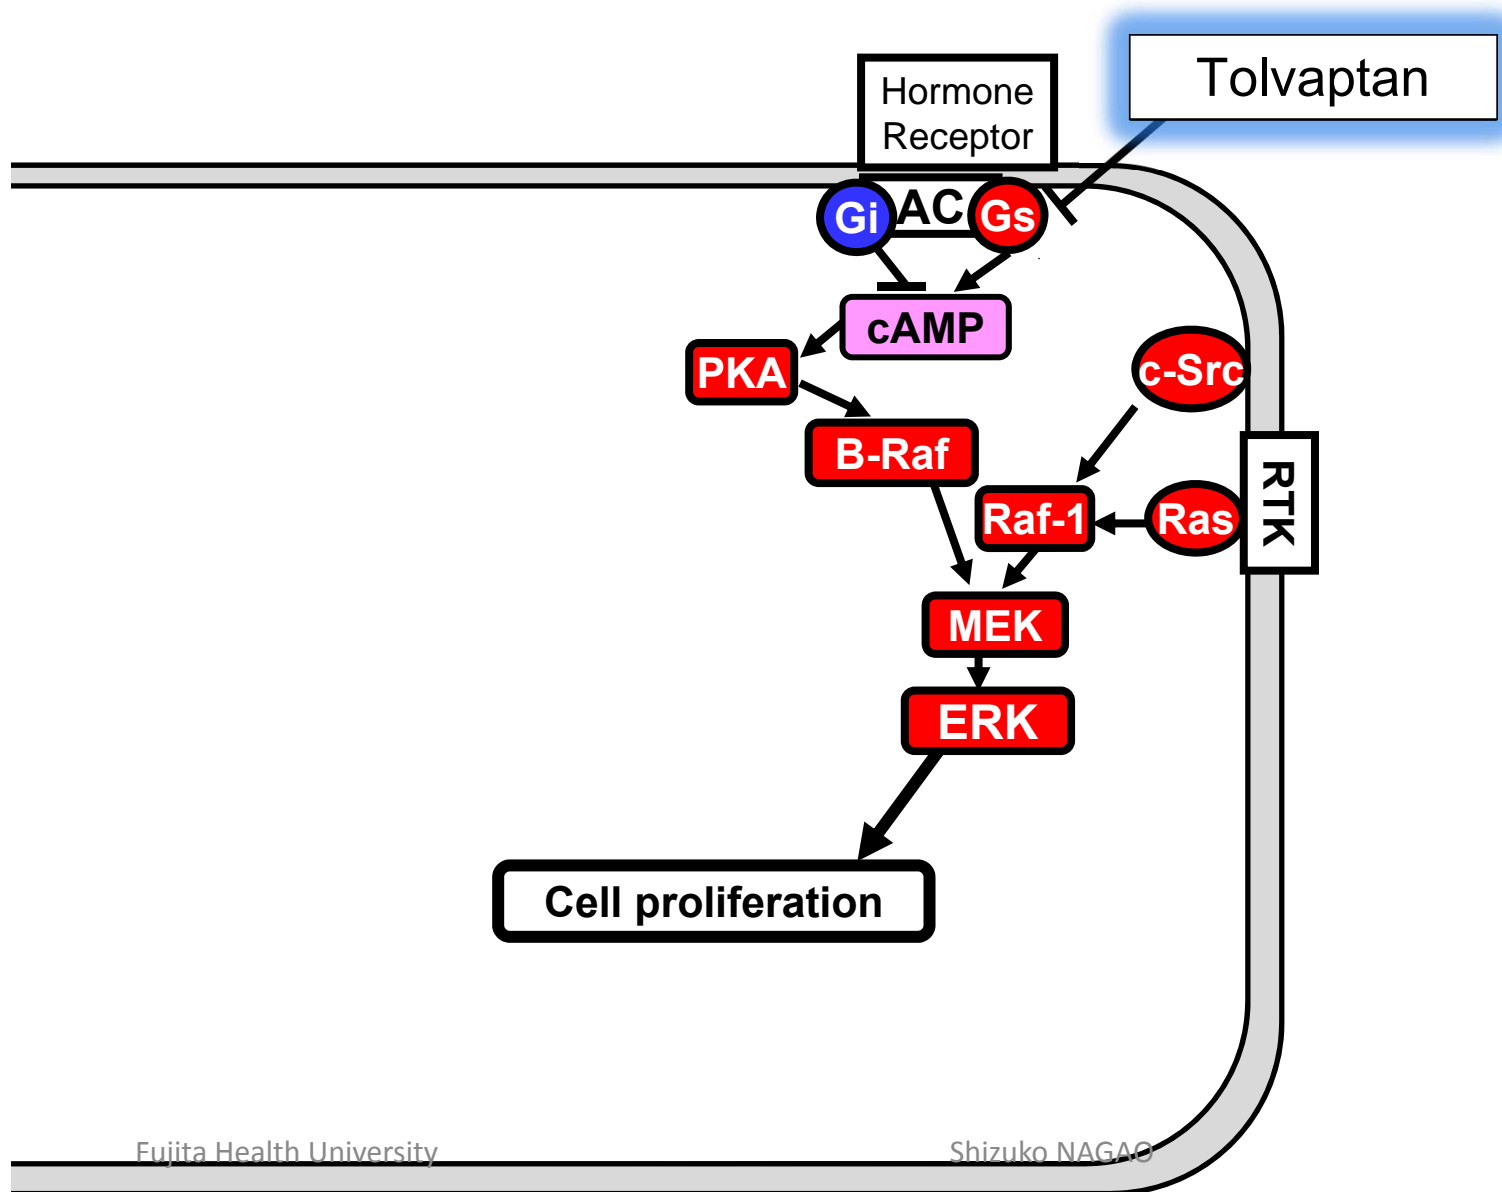 Tolvaptan
Hormone
Receptor
Gi
AC
Gs
cAMP
PKA
c-Src
B-Raf
RTK
Raf-1
Ras
MEK
ERK
Cell proliferation
Fujita Health University
Shizuko NAGAO